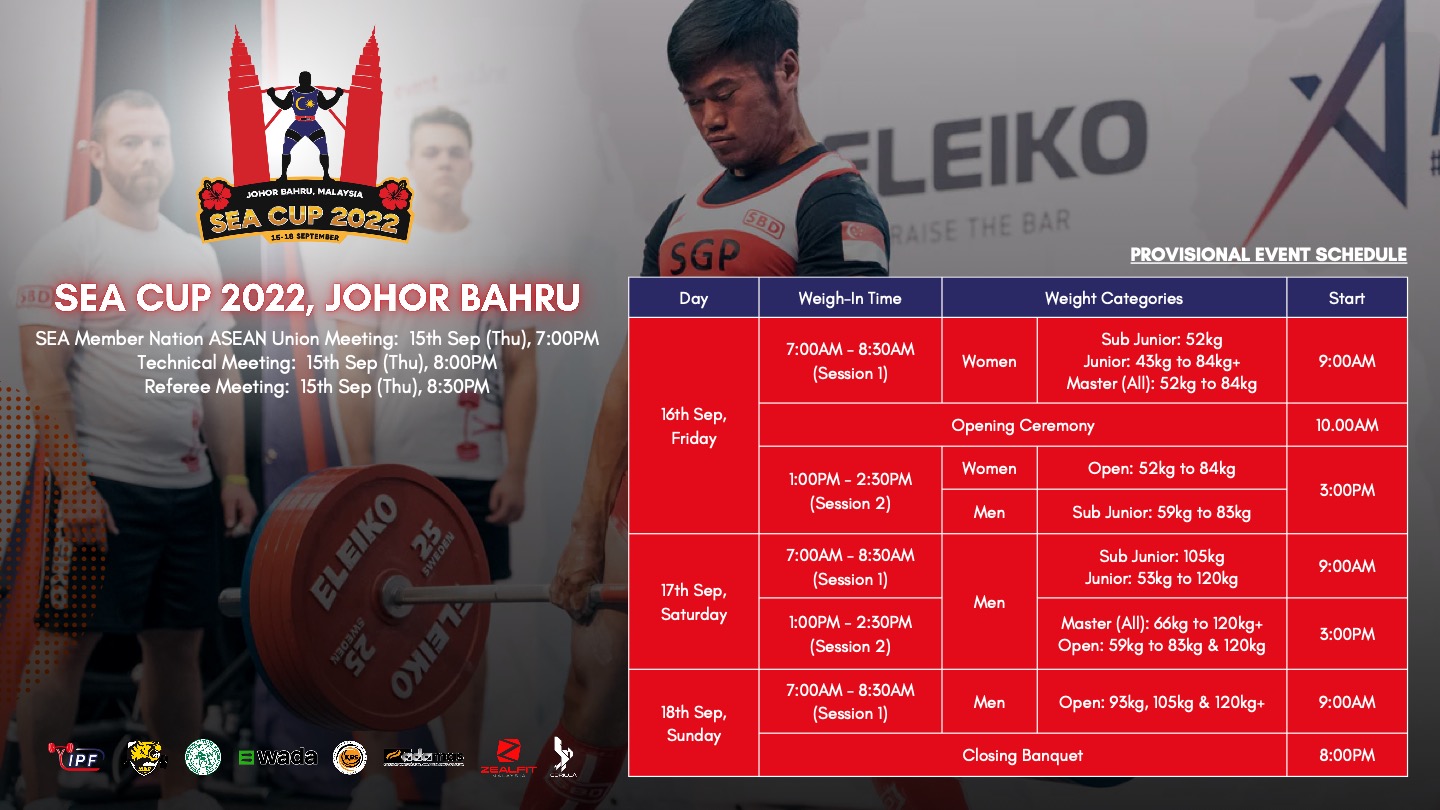 JOHOR BAHRU, MALAYSIA
SEA CUP 2022
15-18 SEPTEMBER
SEA CUP 2022, JOHOR BAHRU
SEA Member Nation ASEAN Union Meeting: 15th Sep (Thu), 7:00PM
Technical Meeting: 15th Sep (Thu), 8:00PM
Referee Meeting: 15th Sep (Thu), 8:30PM
ELEIKO
RAISE THE BAR
SBD
SGP
SBD
ELEIKO
25
SWEDEN
ELEIKO
25
SWEDEN
PROVISIONAL EVENT SCHEDULE
Day Weigh-In Time Weight Categories Start
16th Sep,
Friday
7:00AM - 8:30AM
(Session 1)
Women
Sub Junior: 52kg
Junior: 43kg to 84kg+
Master (All): 52kg to 84kg
9:00AM
Opening Ceremony 10.00AM
1:00PM - 2:30PM
(Session 2)
Women Open: 52kg to 84kg
Men Sub Junior: 59kg to 83kg
3:00PM
17th Sep,
Saturday
7:00AM - 8:30AM
(Session 1)
Men
Sub Junior: 105kg
Junior: 53kg to 120kg
9:00AM
1:00PM - 2:30PM
(Session 2)
Master (All): 66kg to 120kg+
Open: 59kg to 83kg & 120kg
3:00PM
18th Sep,
Sunday
7:00AM - 8:30AM
(Session 1)
Men Open: 93kg, 105kg & 120kg+ 9:00AM
Closing Banquet 8:00PM
IPF
wada
ZEALFIT
MALAYSIA
GORILLA